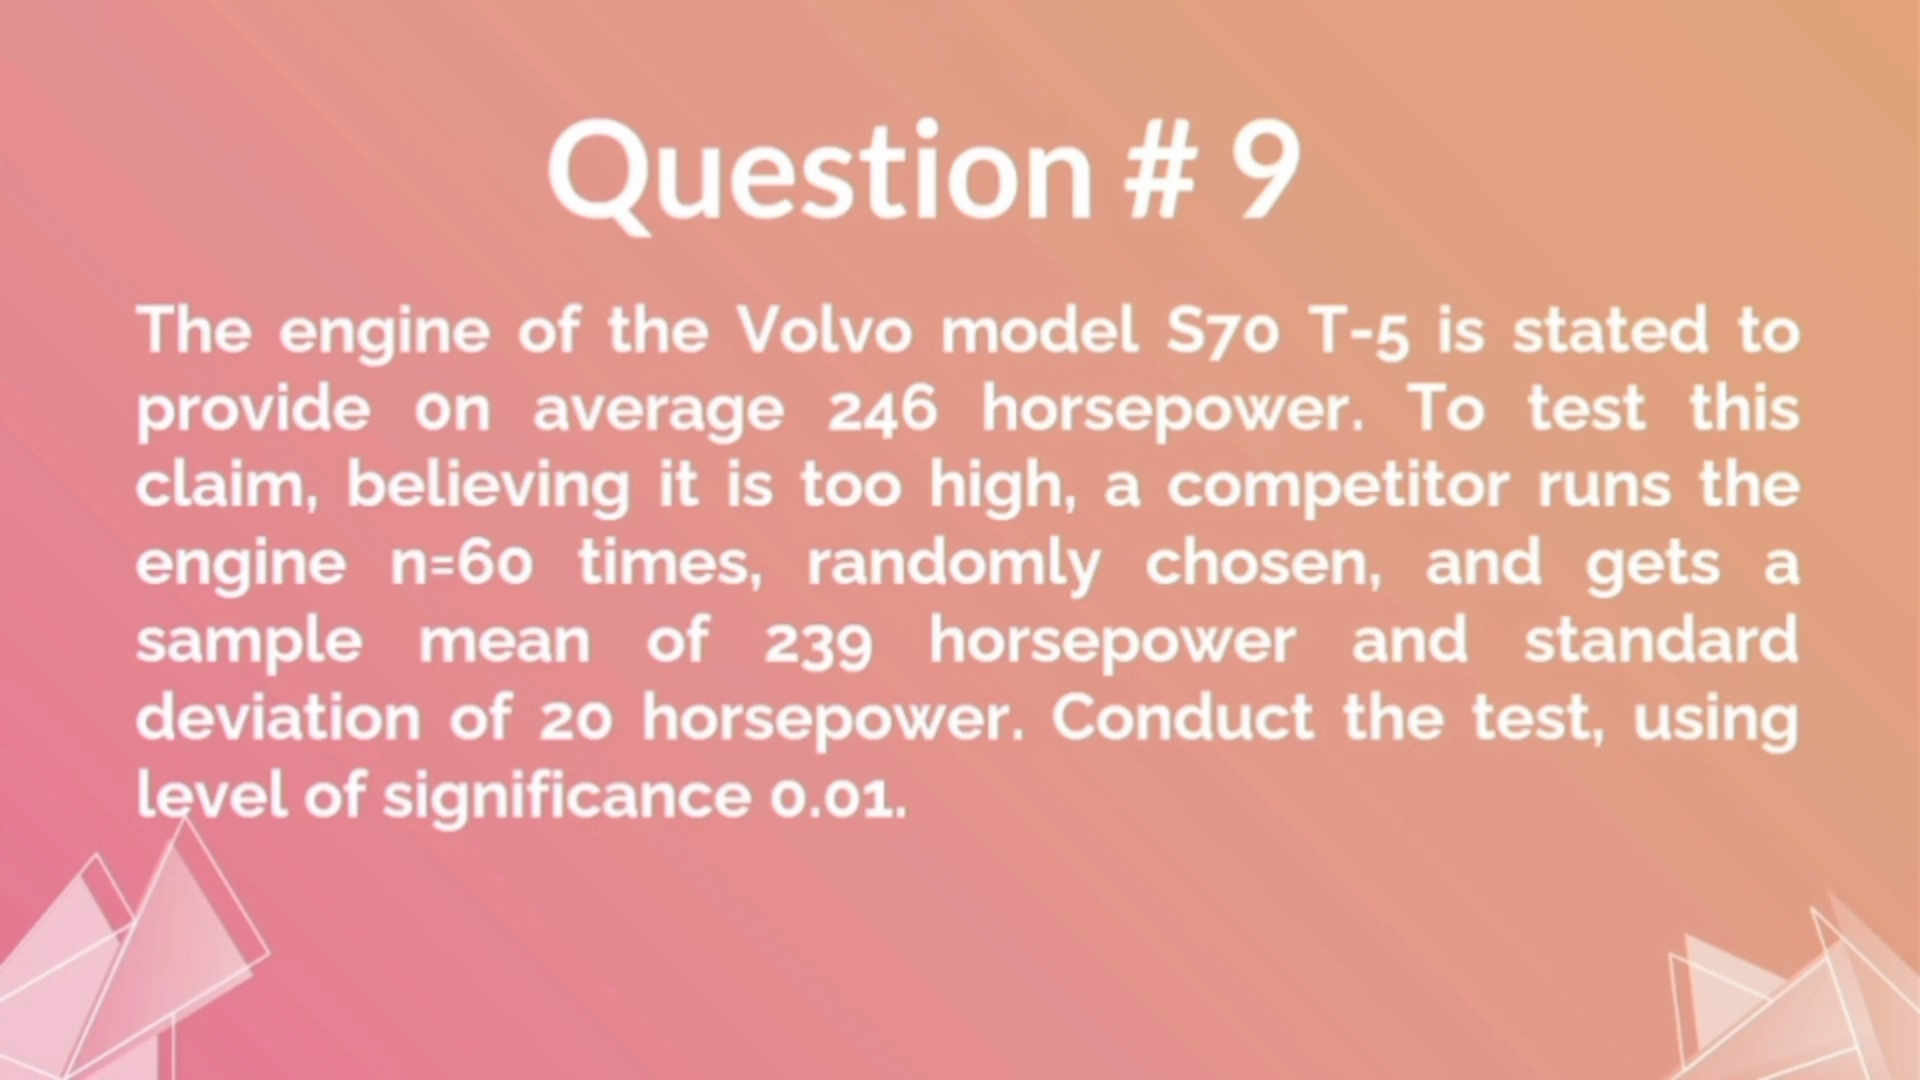 Question # 9
The engine of the Volvo model S70 T-5 is stated to
provide 0n average 246 horsepower. To test this
claim, believing it is too high, a competitor runs the
engine n=60 times, randomly chosen, and gets a
sample mean of 239 horsepower and standard
deviation of 20 horsepower. Conduct the test, using
level of significance 0.01.